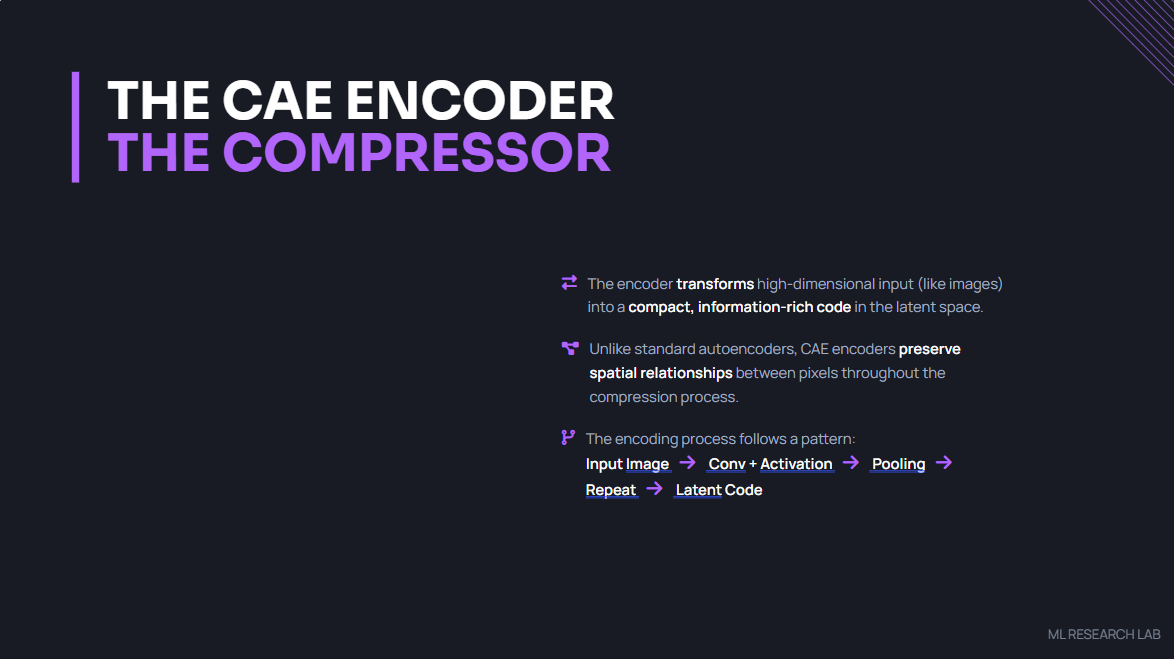 THE CAE ENCODER
THE COMPRESSOR
The encoder transforms high-dimensional input (like images)
into a compact, information-rich code in the latent space.
Unlike standard autoencoders, CAE encoders preserve
spatial relationships between pixels throughout the
compression process.
The encoding process follows a pattern:
Input Image → Conv + Activation → Pooling →
Repeat → Latent Code
ML RESEARCH LAB